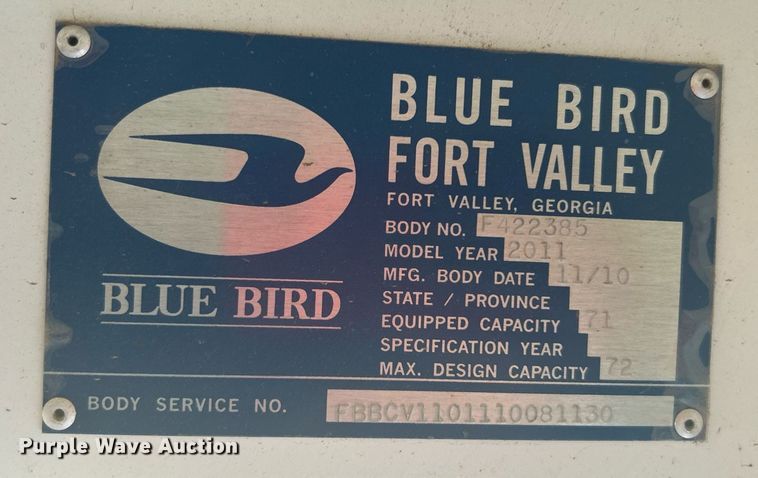 BLUE BIRD
FORT VALLEY
FORT VALLEY, GEORGIA
BODY NO. F422385
MODEL YEAR 2011
MFG. BODY DATE 11/10
STATE / PROVINCE
EQUIPPED CAPACITY 71
SPECIFICATION YEAR
MAX. DESIGN CAPACITY 72
BLUE BIRD
BODY SERVICE NO. FBBCV1101110081130
Purple Wave Auction